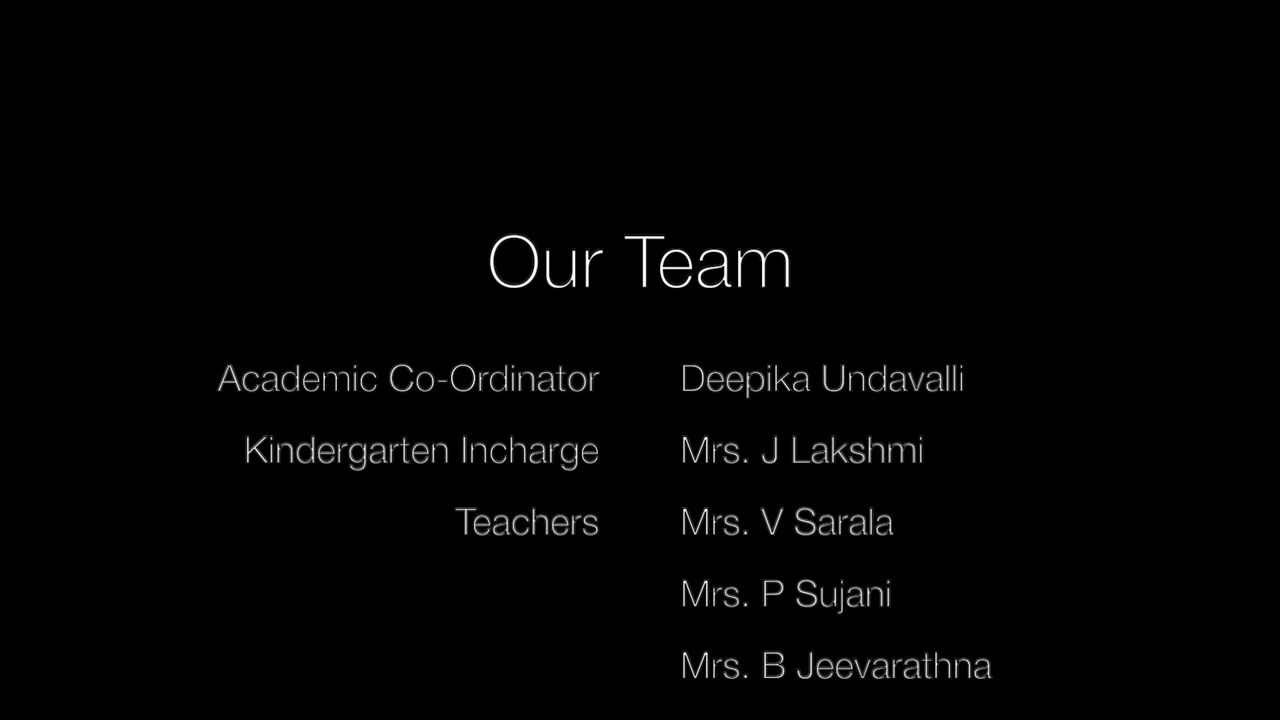 Our Team
Academic Co-Ordinator Deepika Undavalli
Kindergarten Incharge Mrs. J Lakshmi
Teachers Mrs. V Sarala
Mrs. P Sujani
Mrs. B Jeevarathna